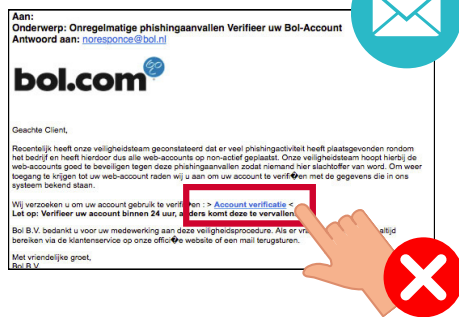 Aan:
Onderwerp: Onregelmatige phishingaanvallen Verifieer uw Bol-Account
Antwoord aan: noresponce@bol.nl
bol.com
Geachte Client,
Recentelijk heeft onze veiligheidsteam geconstateerd dat er veel phishingactiviteit heeft plaatsgevonden rondom
het bedrijf en heeft hierdoor dus alle web-accounts op non-actief geplaatst. Onze veiligheidsteam hoopt hierbij de
web-accounts goed te beveiligen tegen deze phishingaanvallen zodat niemand hier slachtoffer van word. Om weer
toegang te krijgen tot uw web-account raden wij u aan om uw account te verifi�en met de gegevens die in ons
systeem bekend staan.
Wij verzoeken u om uw account gebruik te verifi�en : > Account verificatie <
Let op: Verifieer uw account binnen 24 uur, anders komt deze te vervallen
Bol B.V. bedankt u voor uw medewerking aan deze veiligheidsprocedure. Als er altijd
bereiken via de klantenservice op onze offici�e website of een mail terugsturen.
Met vriendelijke groet,
Bol B.V.